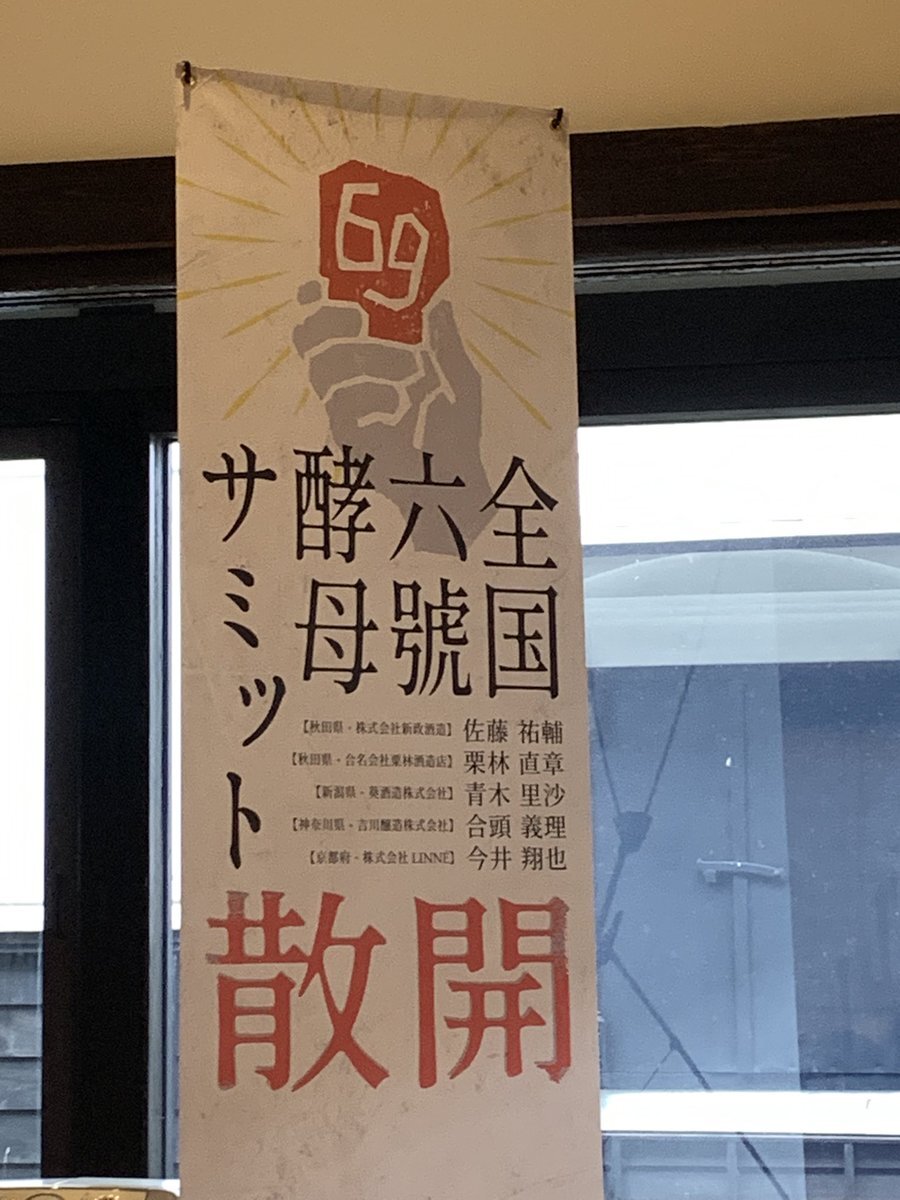 69
全国
六號
酵母
サミット
【秋田県・株式会社新政酒造】佐藤 祐輔
【秋田県・合名会社栗林酒造店】栗林 直章
【新潟県・葵酒造株式会社】青木 里沙
【神奈川県・吉川醸造株式会社】合頭 義理
【京都府・株式会社 LINNÉ】今井 翔也
散開